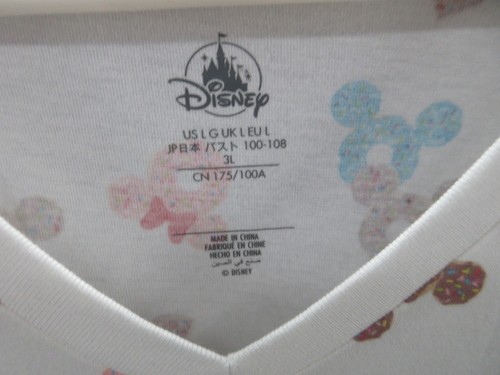 Disney
US L G UK L EU L
JP日本 バスト 100-108
3L
CN 175/100A
MADE IN CHINA
FABRIQUÉ EN CHINE
HECHO EN CHINA
صنع في الصين
© DISNEY